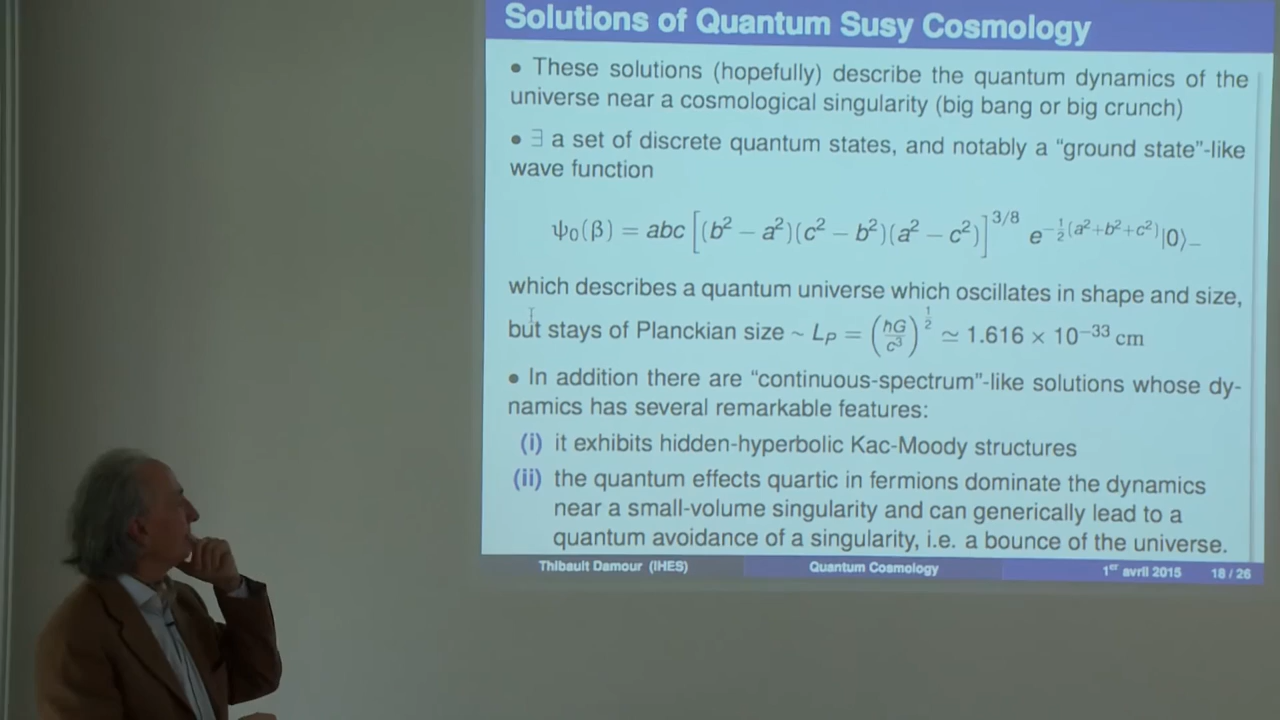 Solutions of Quantum Susy Cosmology
• These solutions (hopefully) describe the quantum dynamics of the
universe near a cosmological singularity (big bang or big crunch)
• ∃ a set of discrete quantum states, and notably a “ground state”-like
wave function
ψ₀(β) = abc [(b² − a²)(c² − b²)(a² − c²)]^{3/8} e^{−½(a²+b²+c²)}|0⟩₋
which describes a quantum universe which oscillates in shape and size,
but stays of Planckian size ~ L_P = (ħG/c³)^{1/2} ≃ 1.616 × 10⁻³³ cm
• In addition there are “continuous-spectrum”-like solutions whose dy-
namics has several remarkable features:
(i) it exhibits hidden-hyperbolic Kac-Moody structures
(ii) the quantum effects quartic in fermions dominate the dynamics
near a small-volume singularity and can generically lead to a
quantum avoidance of a singularity, i.e. a bounce of the universe.
Thibault Damour (IHES) Quantum Cosmology 1er avril 2015 18 / 26